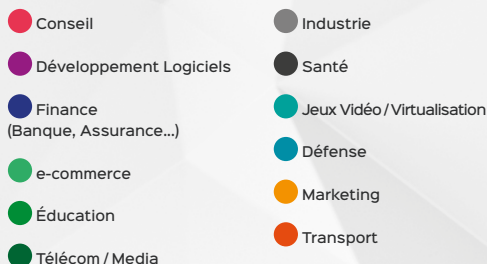 Conseil
Développement Logiciels
Finance
(Banque, Assurance...)
e-commerce
Éducation
Télécom / Media
Industrie
Santé
Jeux Vidéo / Virtualisation
Défense
Marketing
Transport